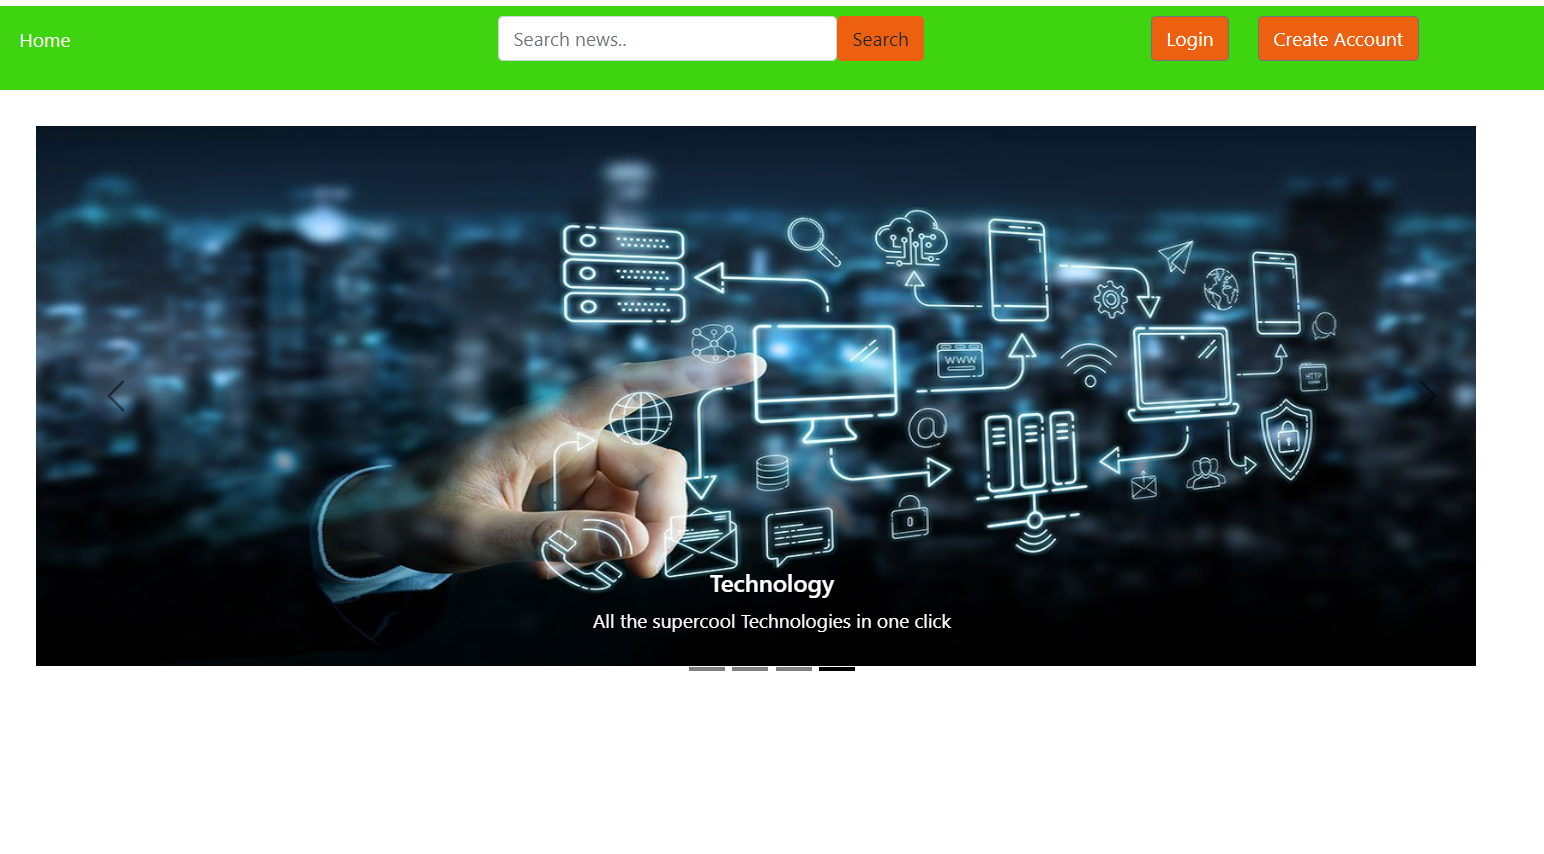 Home
Search news..
Search
Login
Create Account
WWW
HTTP
@
Technology
All the supercool Technologies in one click